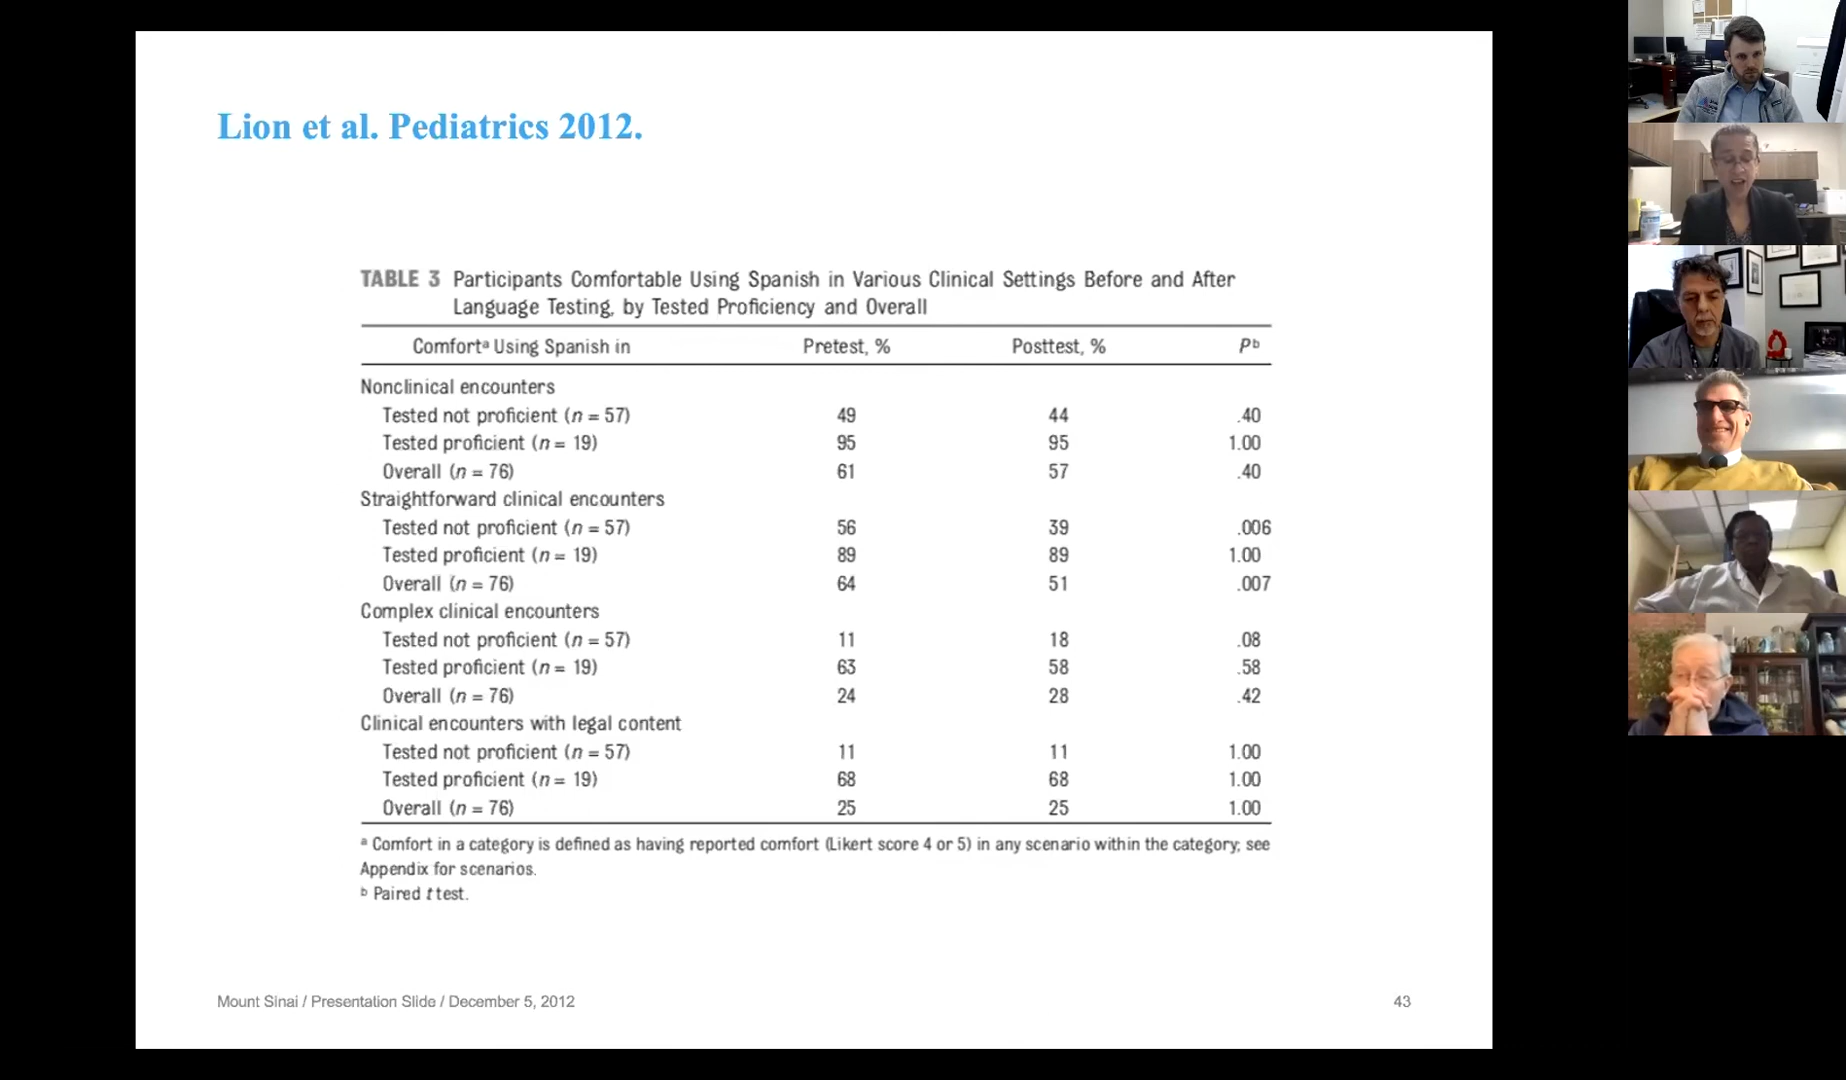 Lion et al. Pediatrics 2012.
TABLE 3 Participants Comfortable Using Spanish in Various Clinical Settings Before and After
Language Testing, by Tested Proficiency and Overall
Comfortᵃ Using Spanish in Pretest, % Posttest, % Pᵇ
Nonclinical encounters
Tested not proficient (n = 57) 49 44 .40
Tested proficient (n = 19) 95 95 1.00
Overall (n = 76) 61 57 .40
Straightforward clinical encounters
Tested not proficient (n = 57) 56 39 .006
Tested proficient (n = 19) 89 89 1.00
Overall (n = 76) 64 51 .007
Complex clinical encounters
Tested not proficient (n = 57) 11 18 .08
Tested proficient (n = 19) 63 58 .58
Overall (n = 76) 24 28 .42
Clinical encounters with legal content
Tested not proficient (n = 57) 11 11 1.00
Tested proficient (n = 19) 68 68 1.00
Overall (n = 76) 25 25 1.00
ᵃ Comfort in a category is defined as having reported comfort (Likert score 4 or 5) in any scenario within the category; see
Appendix for scenarios.
ᵇ Paired t test.
Mount Sinai / Presentation Slide / December 5, 2012 43